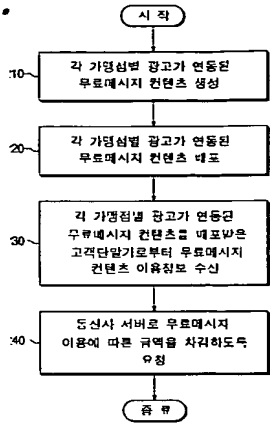 시 작
각 가맹점별 광고가 연동된
무료메시지 컨텐츠 생성
각 가맹점별 광고가 연동된
무료메시지 컨텐츠 배포
20
각 가맹점별 광고가 연동된
무료메시지 컨텐츠를 배포받은
고객단말기로부터 무료메시지
컨텐츠 이용정보 수신
30
통신사 서버로 무료메시지
이용에 따른 금액을 차감하도록
요청
40
종 료